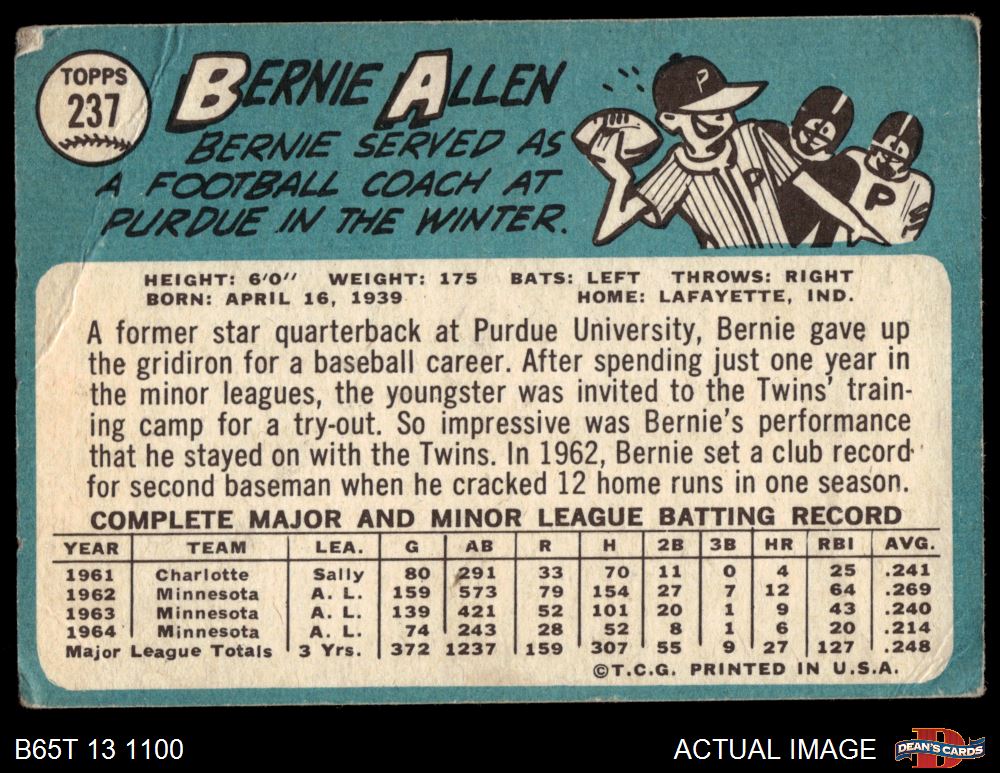 TOPPS
237
BERNIE ALLEN
BERNIE SERVED AS
A FOOTBALL COACH AT
PURDUE IN THE WINTER.
P
P
P
HEIGHT: 6'0" WEIGHT: 175 BATS: LEFT THROWS: RIGHT
BORN: APRIL 16, 1939 HOME: LAFAYETTE, IND.
A former star quarterback at Purdue University, Bernie gave up
the gridiron for a baseball career. After spending just one year in
the minor leagues, the youngster was invited to the Twins' train-
ing camp for a try-out. So impressive was Bernie's performance
that he stayed on with the Twins. In 1962, Bernie set a club record
for second baseman when he cracked 12 home runs in one season.
COMPLETE MAJOR AND MINOR LEAGUE BATTING RECORD
YEAR TEAM LEA. G AB R H 2B 3B HR RBI AVG.
1961 Charlotte Sally 80 291 33 70 11 0 4 25 .241
1962 Minnesota A. L. 159 573 79 154 27 7 12 64 .269
1963 Minnesota A. L. 139 421 52 101 20 1 9 43 .240
1964 Minnesota A. L. 74 243 28 52 8 1 6 20 .214
Major League Totals 3 Yrs. 372 1237 159 307 55 9 27 127 .248
©T.C.G. PRINTED IN U.S.A.
B65T 13 1100
ACTUAL IMAGE
D
DEAN'S CARDS